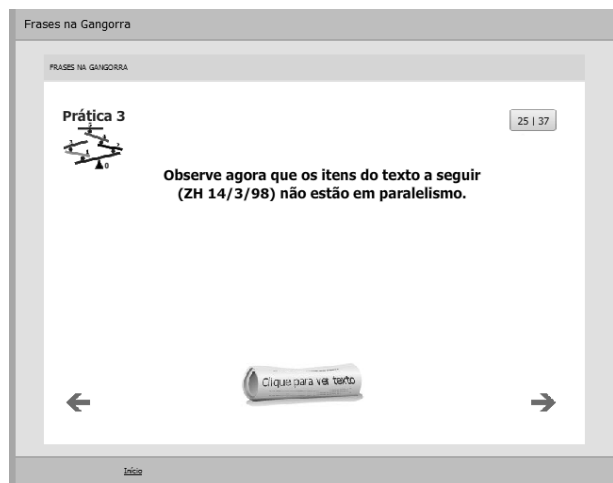 Frases na Gangorra
FRASES NA GANGORRA
Prática 3
25 | 37
Observe agora que os itens do texto a seguir
(ZH 14/3/98) não estão em paralelismo.
Clique para ver texto
Início